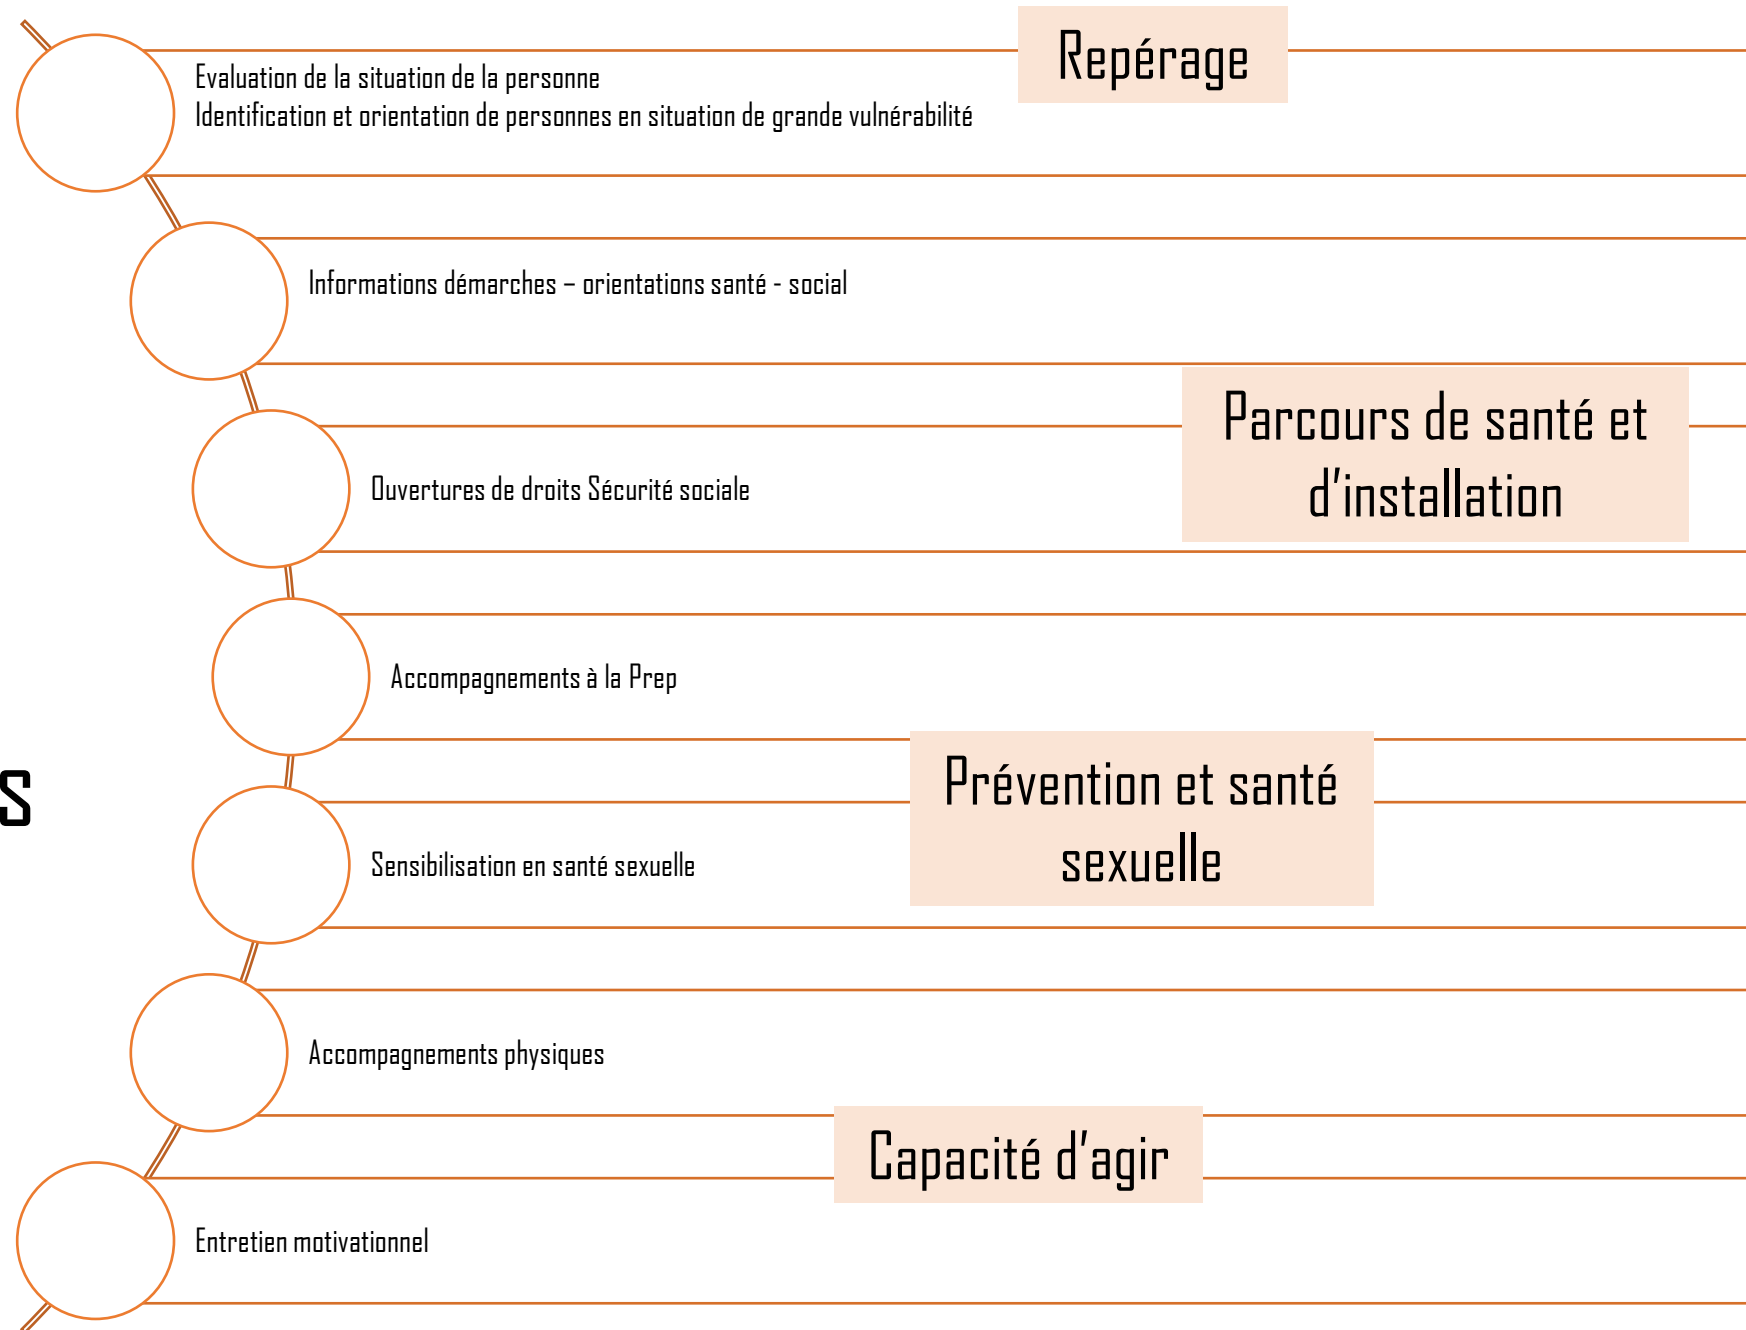 Repérage
Evaluation de la situation de la personne
Identification et orientation de personnes en situation de grande vulnérabilité
Informations démarches – orientations santé - social
Parcours de santé et
d’installation
Ouvertures de droits Sécurité sociale
Accompagnements à la Prep
Prévention et santé
sexuelle
S
Sensibilisation en santé sexuelle
Accompagnements physiques
Capacité d’agir
Entretien motivationnel